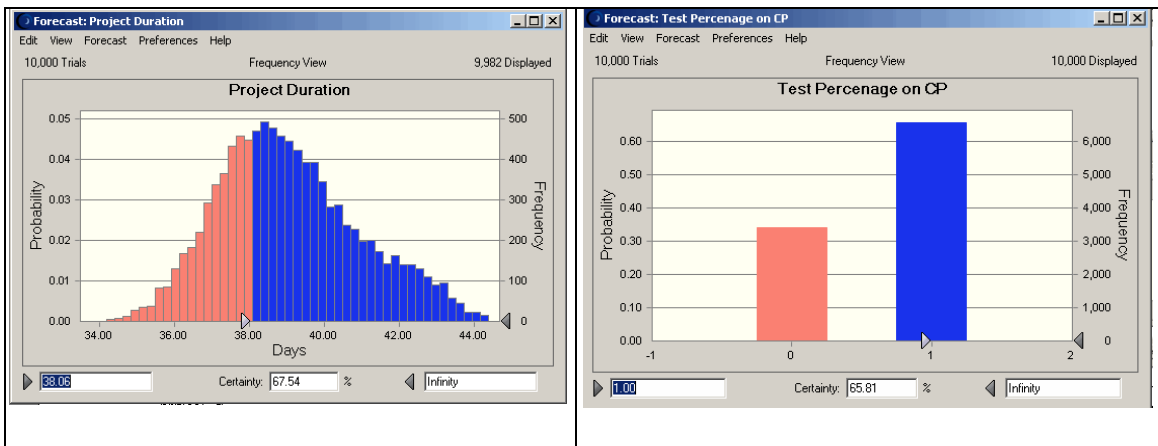 Forecast: Project Duration
Edit View Forecast Preferences Help
10,000 Trials Frequency View 9,982 Displayed
Project Duration
0.05 500
0.04 400
0.03 300
0.02 200
0.01 100
0.00 0
Probability
Frequency
34.00 36.00 38.00 40.00 42.00 44.00
Days
38.06 Certainty: 67.54 % Infinity
Forecast: Test Percenage on CP
Edit View Forecast Preferences Help
10,000 Trials Frequency View 10,000 Displayed
Test Percenage on CP
0.60 6,000
0.50 5,000
0.40 4,000
0.30 3,000
0.20 2,000
0.10 1,000
0.00 0
Probability
Frequency
-1 0 1 2
1.00 Certainty: 65.81 % Infinity